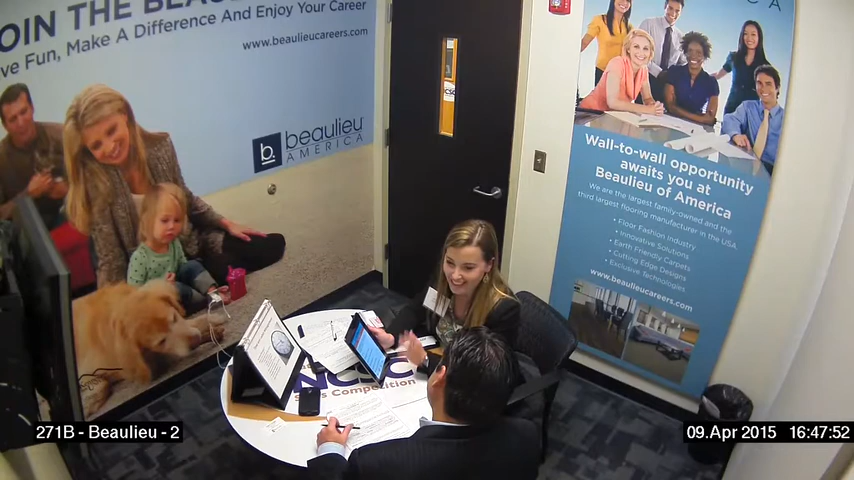 OIN THE BEA
ve Fun, Make A Difference And Enjoy Your Career
www.beaulieucareers.com
b.
beaulieu
AMERICA
Wall-to-wall opportunity
awaits you at
Beaulieu of America
We are the largest family-owned and the
third largest flooring manufacturer in the USA.
• Floor Fashion Industry
• Innovative Solutions
• Earth Friendly Carpets
• Cutting Edge Designs
• Exclusive Technologies
www.beaulieucareers.com
NCSC
Competition
271B - Beaulieu - 2
09.Apr 2015 16:47:52